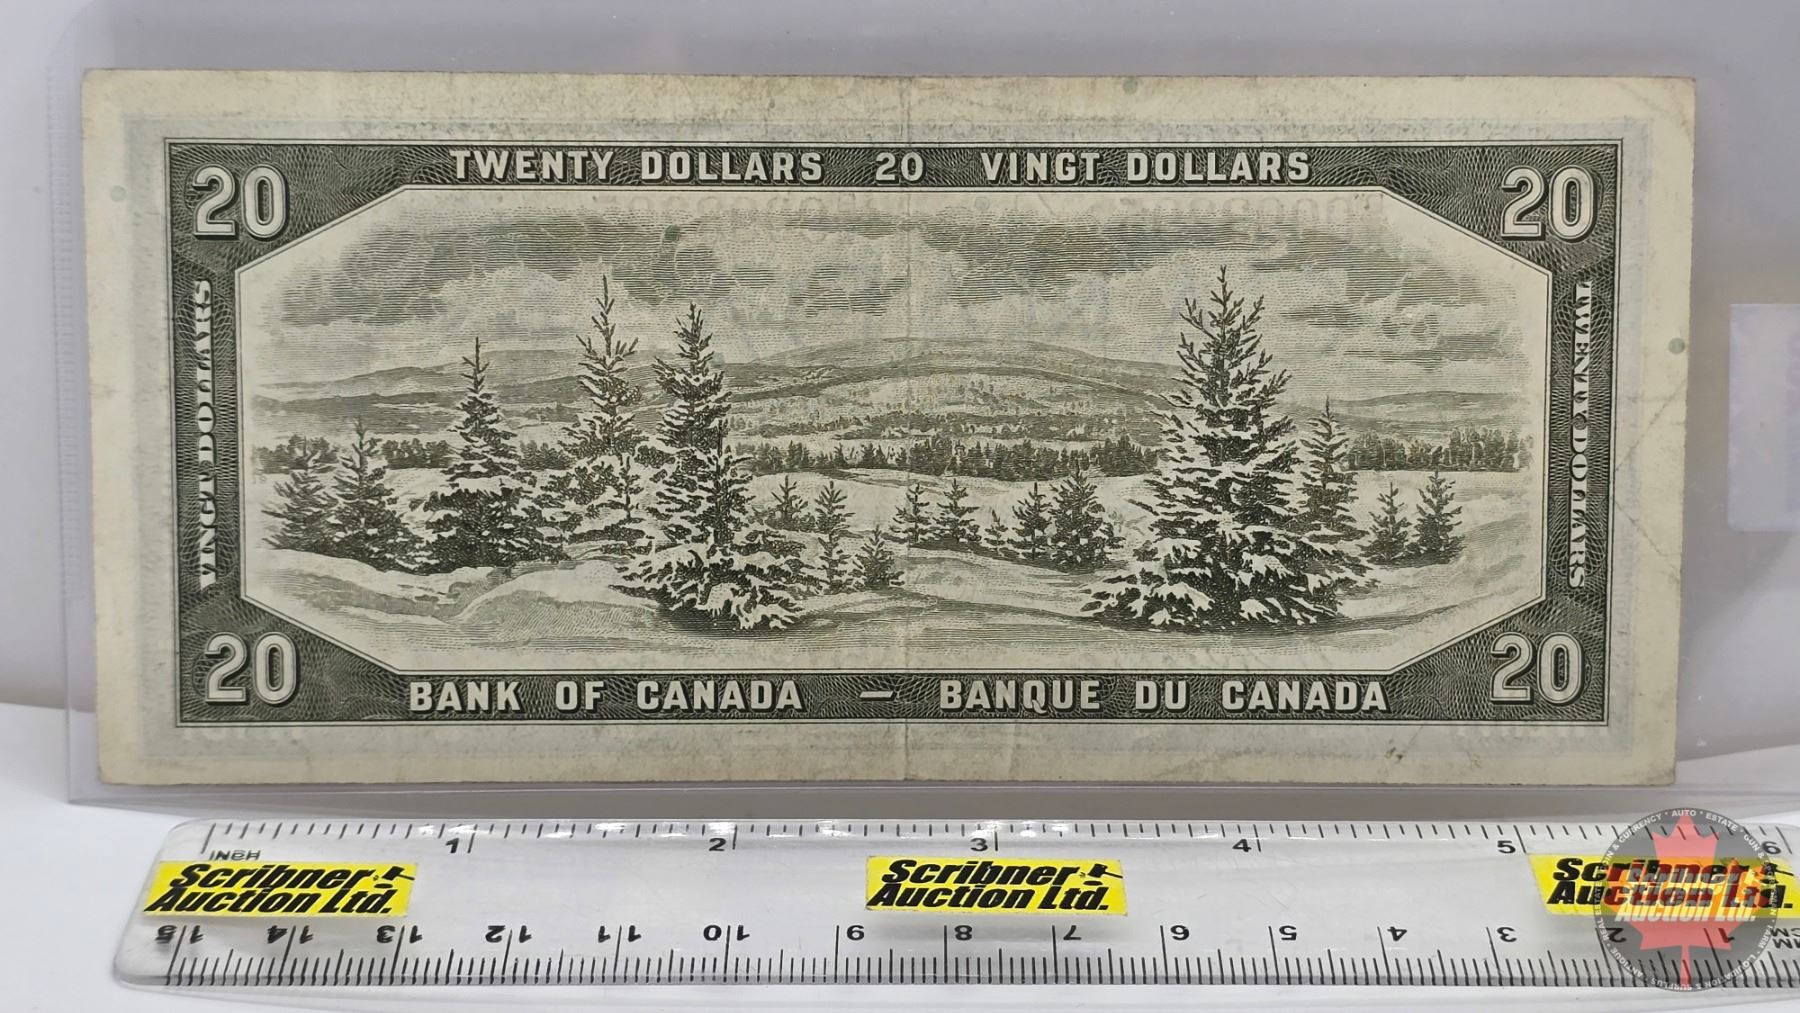 TWENTY DOLLARS 20 VINGT DOLLARS
20
20
VINGT DOLLARS
TWENTY DOLLARS
20
20
BANK OF CANADA — BANQUE DU CANADA
INCH
1 2 3 4 5 6
Scribner Auction Ltd.
Scribner Auction Ltd.
Scribner Auction Ltd.
15 14 13 12 11 10 9 8 7 6 5 4 3 2 1
MM
CM